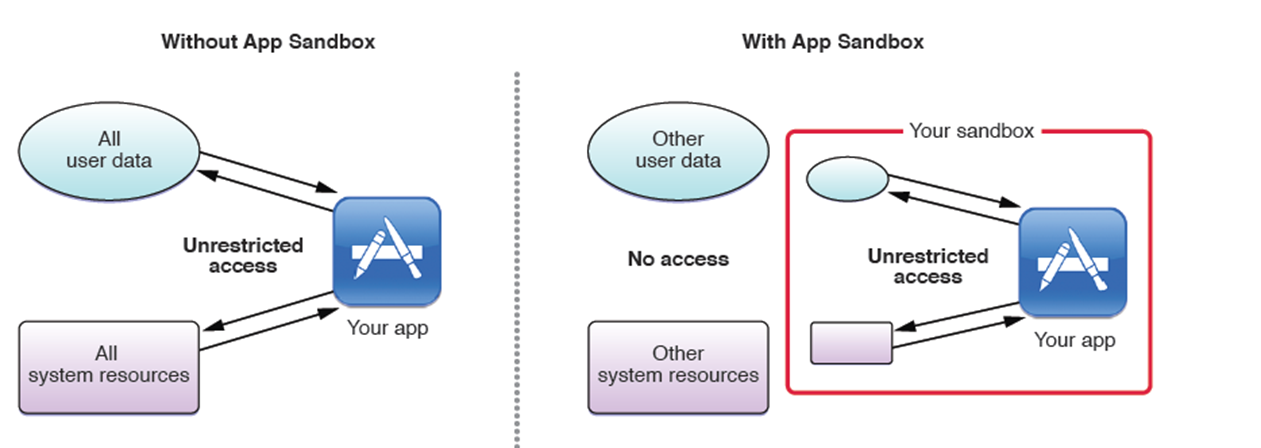 Without App Sandbox
All
user data
Unrestricted
access
Your app
All
system resources
With App Sandbox
Other
user data
Your sandbox
No access
Unrestricted
access
Your app
Other
system resources